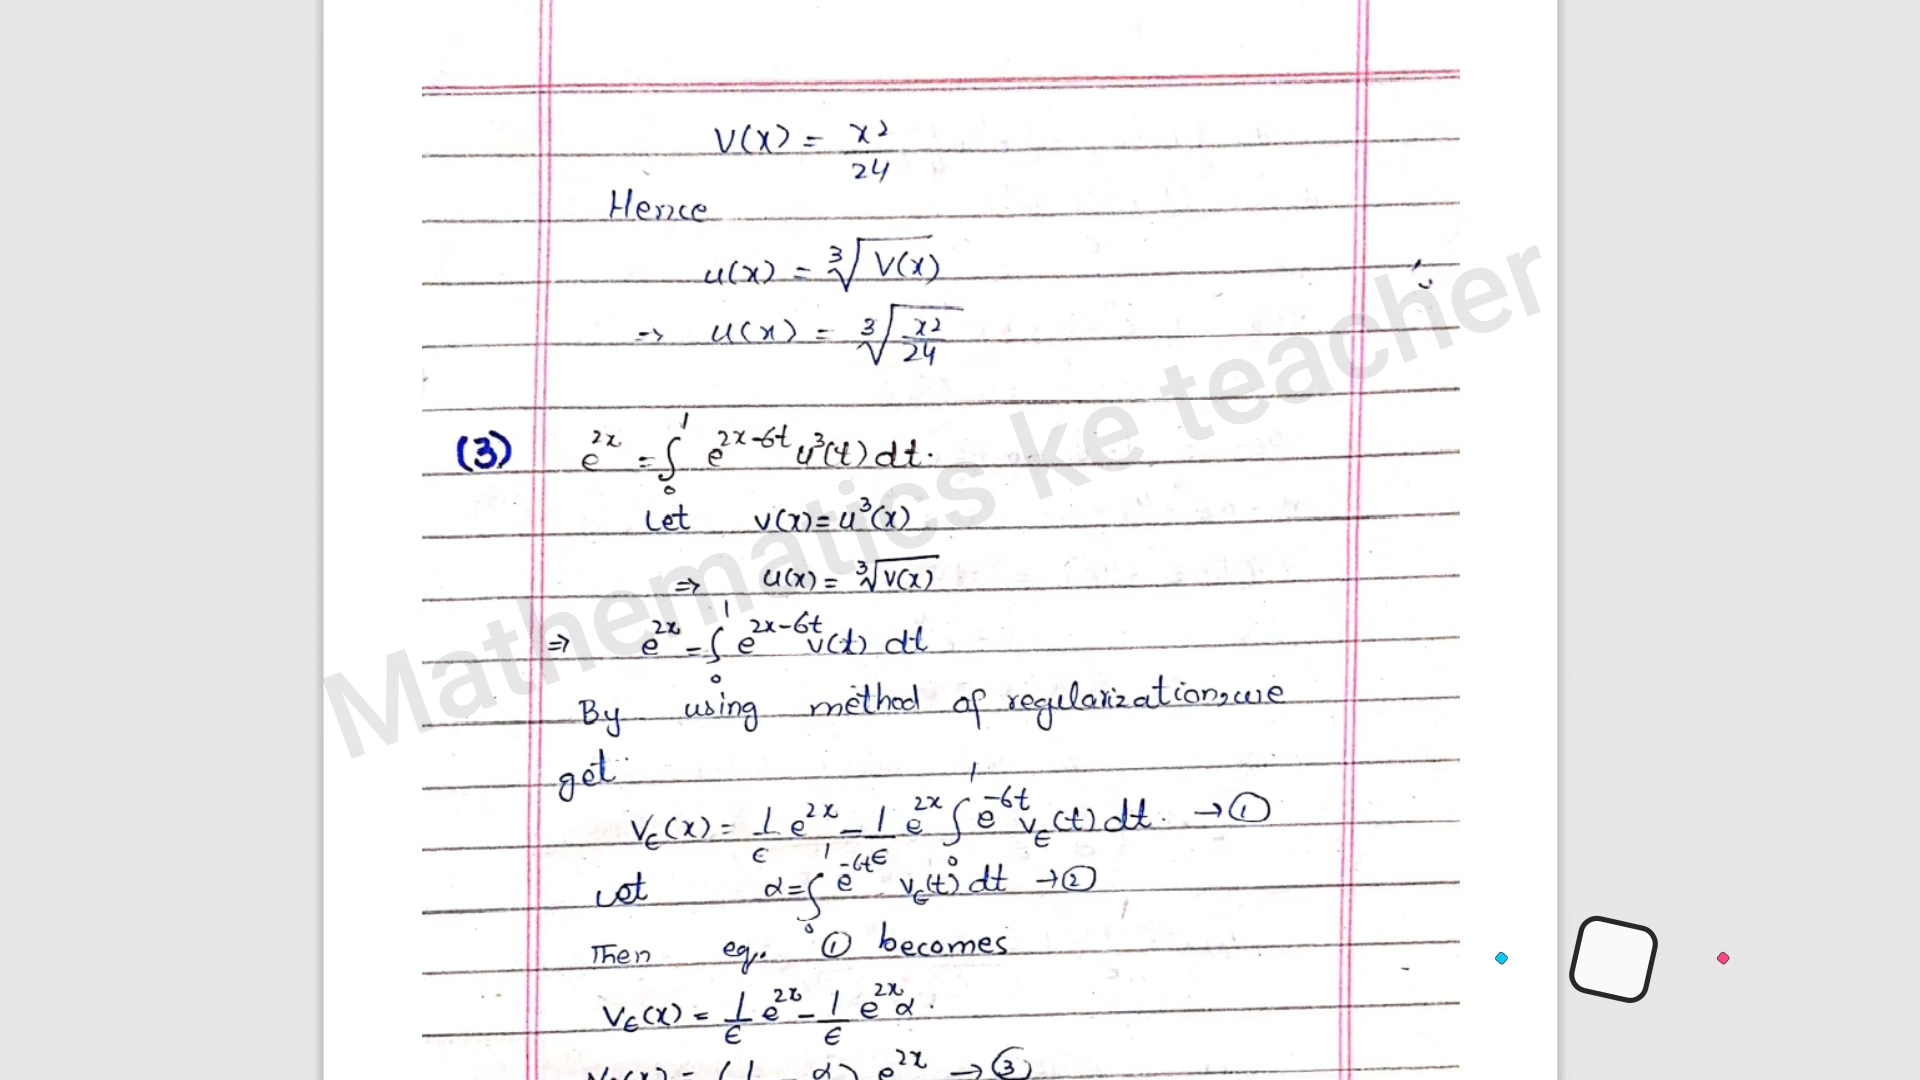 V(x) = x²/24
Hence
u(x) = ∛V(x)
⇒ u(x) = ∛(x²/24)
(3) e^{2x} = ∫₀¹ e^{2x-6t} u³(t) dt.
Let v(x) = u³(x)
⇒ u(x) = ∛v(x)
⇒ e^{2x} = ∫₀¹ e^{2x-6t} v(t) dt
By using method of regularization, we
get
V_ϵ(x) = 1/ϵ e^{2x} - 1/ϵ e^{2x} ∫₀¹ e^{-6t} v_ϵ(t) dt. → ①
Let α = ∫₀¹ e^{-6t} v_ϵ(t) dt → ②
Then eq. ① becomes
V_ϵ(x) = 1/ϵ e^{2x} - 1/ϵ e^{2x} α.
e^{2x} → ③
Mathematics ke teacher